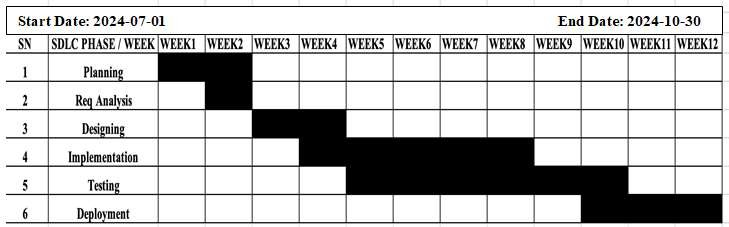 Start Date: 2024-07-01 End Date: 2024-10-30
SN SDLC PHASE / WEEK WEEK1 WEEK2 WEEK3 WEEK4 WEEK5 WEEK6 WEEK7 WEEK8 WEEK9 WEEK10 WEEK11 WEEK12
1 Planning
2 Req Analysis
3 Designing
4 Implementation
5 Testing
6 Deployment